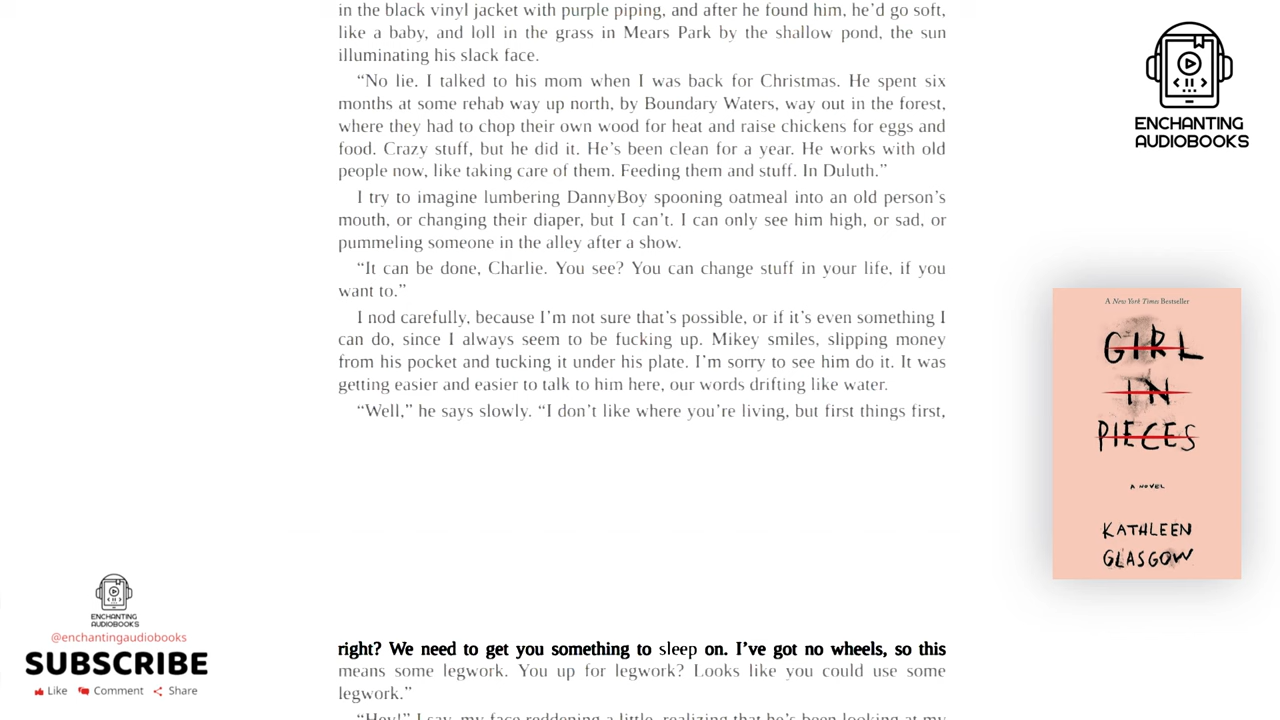 in the black vinyl jacket with purple piping, and after he found him, he’d go soft,
like a baby, and loll in the grass in Mears Park by the shallow pond, the sun
illuminating his slack face.
“No lie. I talked to his mom when I was back for Christmas. He spent six
months at some rehab way up north, by Boundary Waters, way out in the forest,
where they had to chop their own wood for heat and raise chickens for eggs and
food. Crazy stuff, but he did it. He’s been clean for a year. He works with old
people now, like taking care of them. Feeding them and stuff. In Duluth.”
I try to imagine lumbering DannyBoy spooning oatmeal into an old person’s
mouth, or changing their diaper, but I can’t. I can only see him high, or sad, or
pummeling someone in the alley after a show.
“It can be done, Charlie. You see? You can change stuff in your life, if you
want to.”
I nod carefully, because I’m not sure that’s possible, or if it’s even something I
can do, since I always seem to be fucking up. Mikey smiles, slipping money
from his pocket and tucking it under his plate. I’m sorry to see him do it. It was
getting easier and easier to talk to him here, our words drifting like water.
“Well,” he says slowly. “I don’t like where you’re living, but first things first,
right? We need to get you something to sleep on. I’ve got no wheels, so this
means some legwork. You up for legwork? Looks like you could use some
legwork.”
“Hey!” I say, my face reddening a little, realizing that he’s been looking at my
ENCHANTING
AUDIOBOOKS
A New York Times Bestseller
GIRL
IN
PIECES
A NOVEL
KATHLEEN
GLASGOW
ENCHANTING
AUDIOBOOKS
@enchantingaudiobooks
SUBSCRIBE
Like Comment Share